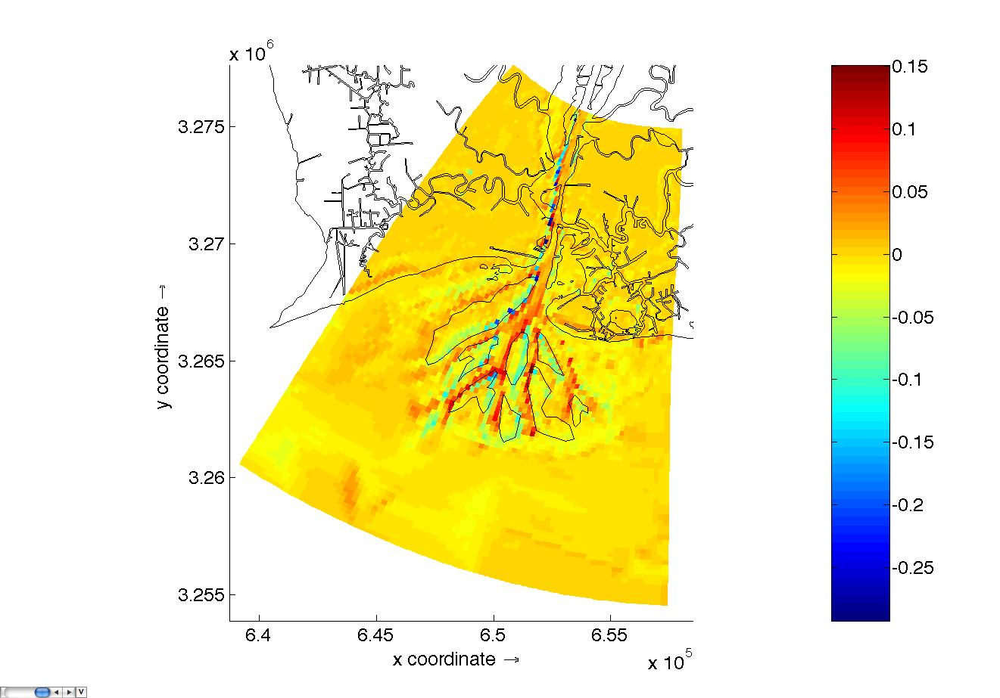 x 10^6
3.275
3.27
3.265
3.26
3.255
y coordinate →
6.4 6.45 6.5 6.55
x coordinate →
x 10^5
0.15
0.1
0.05
0
-0.05
-0.1
-0.15
-0.2
-0.25
V